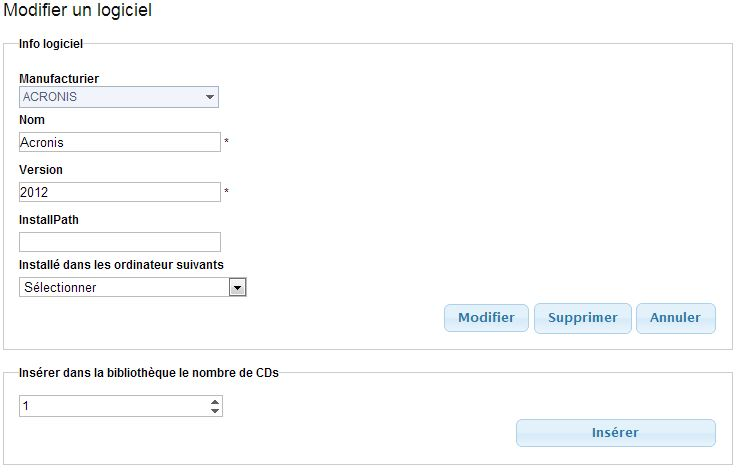 Modifier un logiciel
Info logiciel
Manufacturier
ACRONIS
Nom
Acronis *
Version
2012 *
InstallPath
Installé dans les ordinateur suivants
Sélectionner
Modifier Supprimer Annuler
Insérer dans la bibliothèque le nombre de CDs
1
Insérer